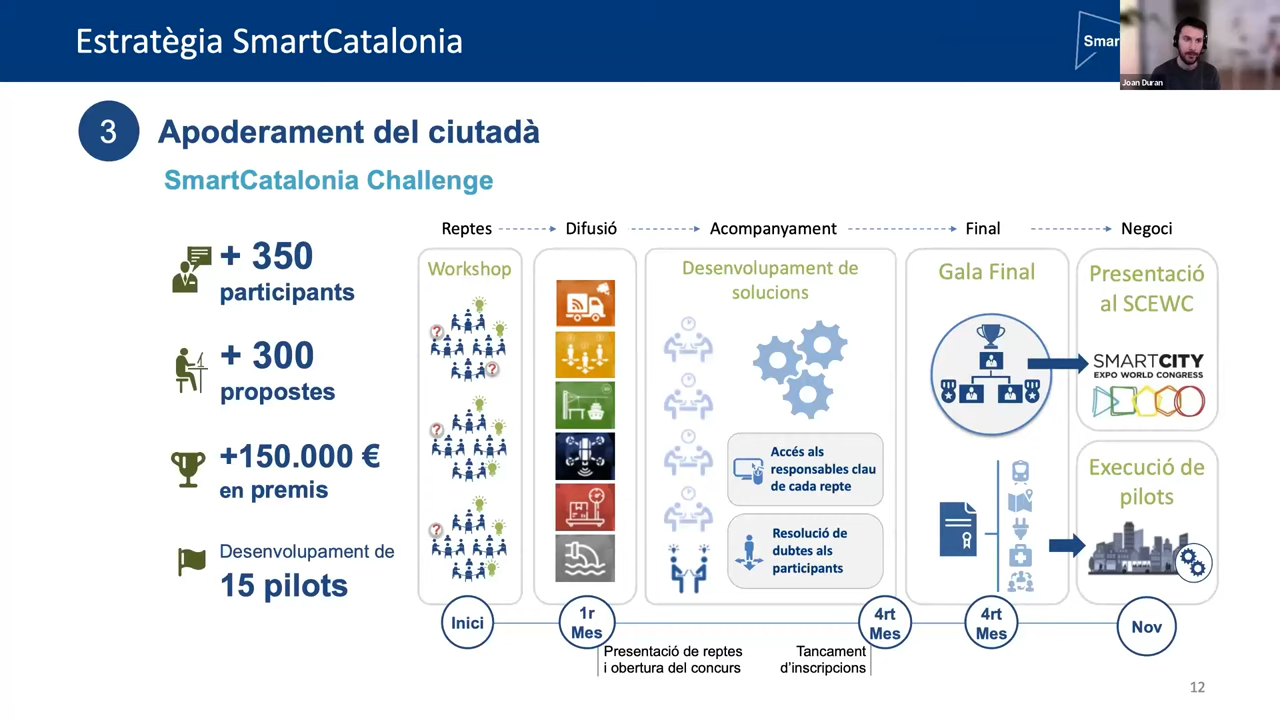 Estratègia SmartCatalonia
Smar
Joan Duran
3
Apoderament del ciutadà
SmartCatalonia Challenge
+ 350
participants
+ 300
propostes
+150.000 €
en premis
Desenvolupament de
15 pilots
Reptes
Difusió
Acompanyament
Final
Negoci
Workshop
Desenvolupament de
solucions
Accés als
responsables clau
de cada repte
Resolució de
dubtes als
participants
Gala Final
Presentació
al SCEWC
SMARTCITY
EXPO WORLD CONGRESS
Execució de
pilots
Inici
1r
Mes
4rt
Mes
4rt
Mes
Nov
Presentació de reptes
i obertura del concurs
Tancament
d'inscripcions
12